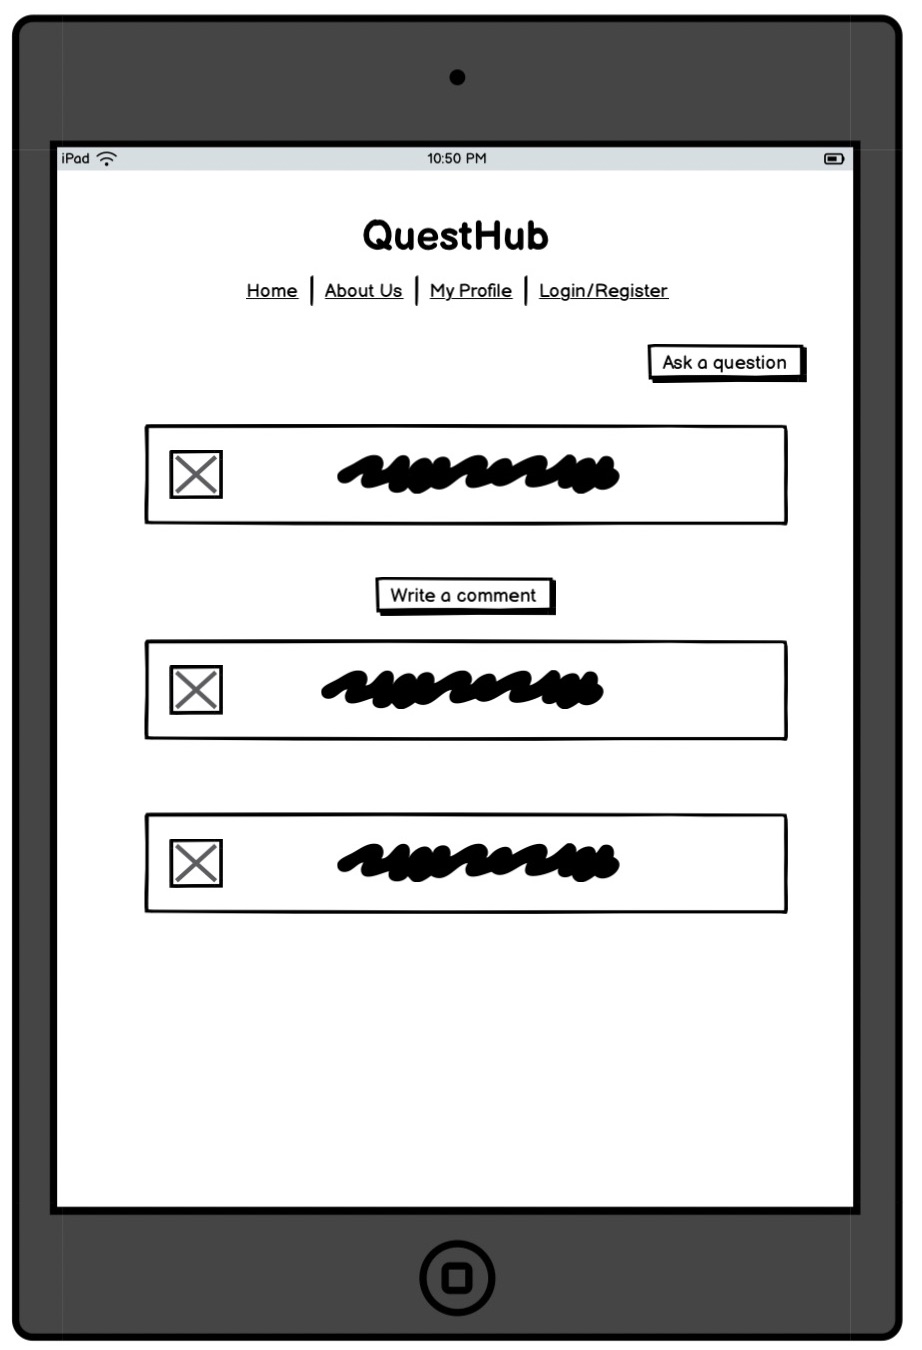 iPad 10:50 PM
QuestHub
Home About Us My Profile Login/Register
Ask a question
Write a comment